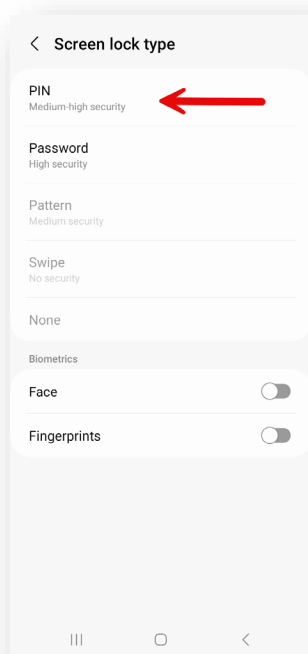 Screen lock type
PIN
Medium-high security
Password
High security
Pattern
Medium security
Swipe
No security
None
Biometrics
Face
Fingerprints